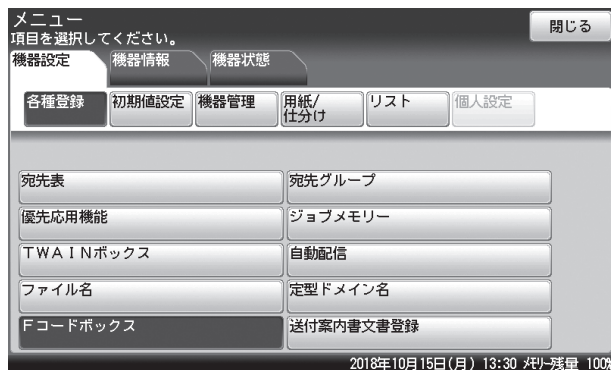 メニュー
項目を選択してください。
閉じる
機器設定 機器情報 機器状態
各種登録 初期値設定 機器管理 用紙/
仕分け リスト 個人設定
宛先表 宛先グループ
優先応用機能 ジョブメモリー
TWAINボックス 自動配信
ファイル名 定型ドメイン名
Fコードボックス 送付案内書文書登録
2018年10月15日(月) 13:30 メモリー残量 100%